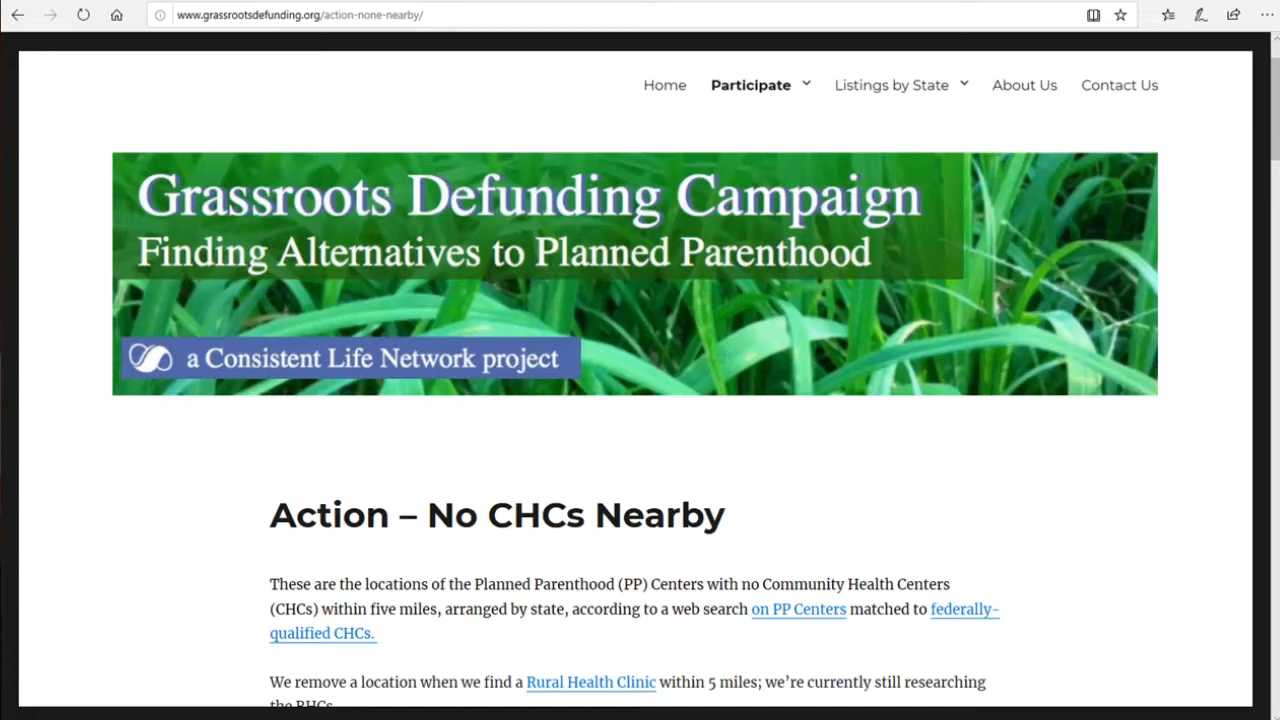 www.grassrootsdefunding.org/action-none-nearby/
Home Participate Listings by State About Us Contact Us
Grassroots Defunding Campaign
Finding Alternatives to Planned Parenthood
a Consistent Life Network project
Action – No CHCs Nearby
These are the locations of the Planned Parenthood (PP) Centers with no Community Health Centers
(CHCs) within five miles, arranged by state, according to a web search on PP Centers matched to federally-
qualified CHCs.
We remove a location when we find a Rural Health Clinic within 5 miles; we’re currently still researching
the RHCs.